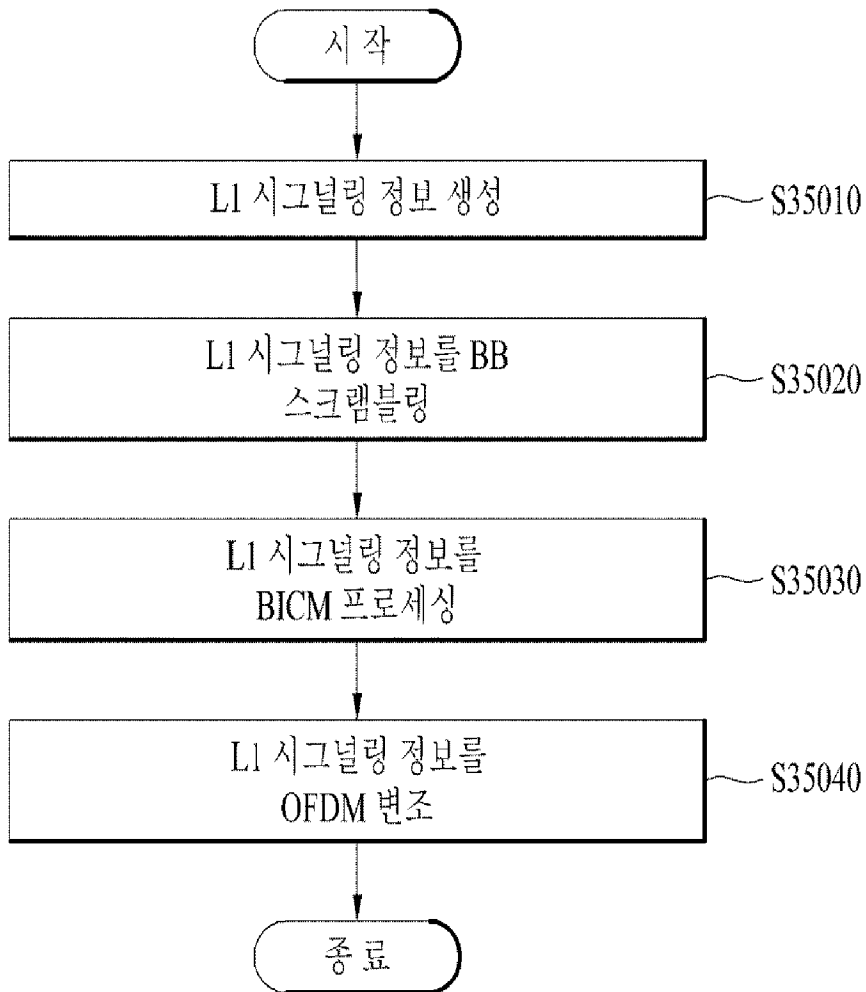 시 작
L1 시그널링 정보 생성
S35010
L1 시그널링 정보를 BB
스크램블링
S35020
L1 시그널링 정보를
BICM 프로세싱
S35030
L1 시그널링 정보를
OFDM 변조
S35040
종 료